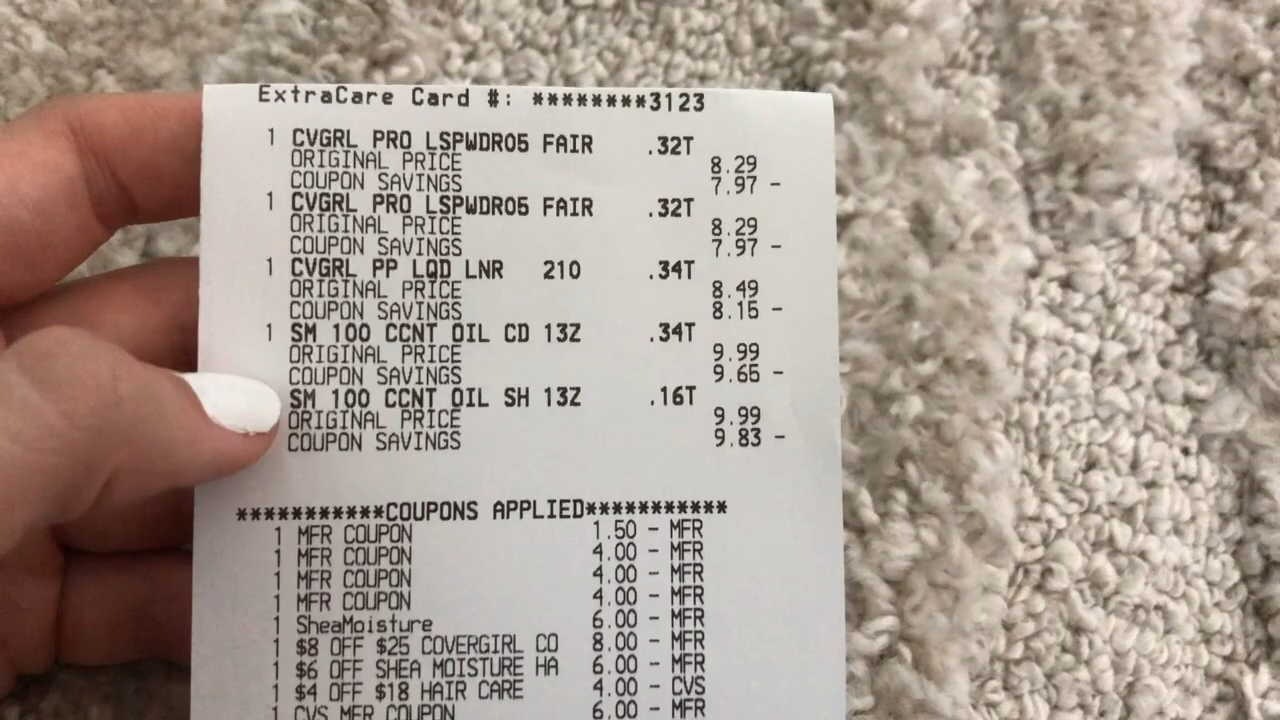 ExtraCare Card #: ********3123
1 CVGRL PRO LSPWDR05 FAIR .32T
ORIGINAL PRICE 8.29
COUPON SAVINGS 7.97 -
1 CVGRL PRO LSPWDR05 FAIR .32T
ORIGINAL PRICE 8.29
COUPON SAVINGS 7.97 -
1 CVGRL PP LQD LNR 210 .34T
ORIGINAL PRICE 8.49
COUPON SAVINGS 8.15 -
1 SM 100 CCNT OIL CD 13Z .34T
ORIGINAL PRICE 9.99
COUPON SAVINGS 9.65 -
SM 100 CCNT OIL SH 13Z .16T
ORIGINAL PRICE 9.99
COUPON SAVINGS 9.83 -
***********COUPONS APPLIED***********
1 MFR COUPON 1.50 - MFR
1 MFR COUPON 4.00 - MFR
1 MFR COUPON 4.00 - MFR
1 MFR COUPON 4.00 - MFR
1 SheaMoisture 6.00 - MFR
1 $8 OFF $25 COVERGIRL CO 8.00 - MFR
1 $6 OFF SHEA MOISTURE HA 6.00 - MFR
1 $4 OFF $18 HAIR CARE 4.00 - CVS
1 CVS MFR COUPON 6.00 - MFR